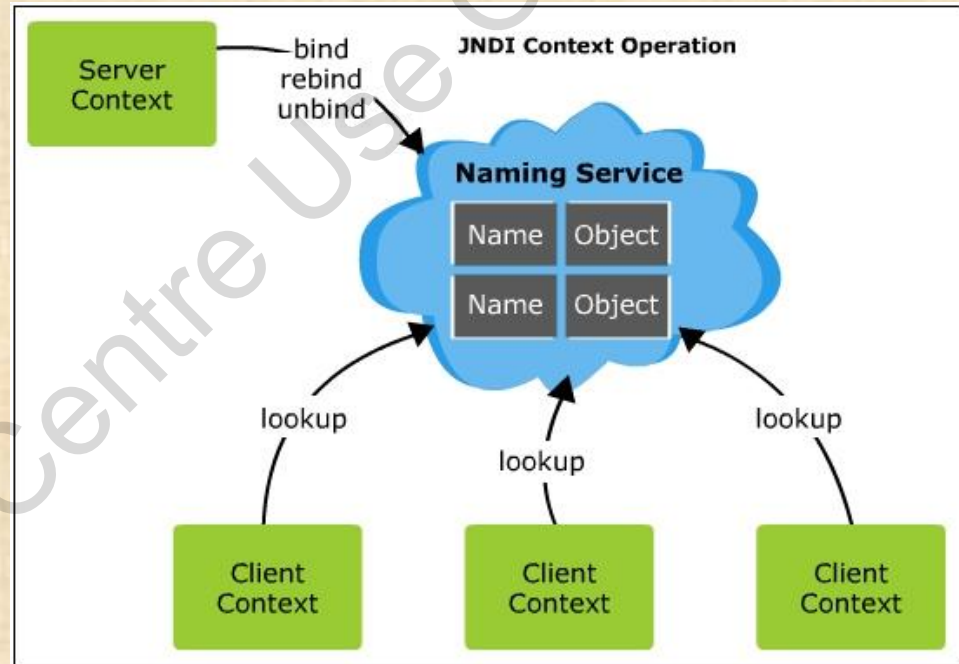 JNDI Context Operation
Server
Context
bind
rebind
unbind
Naming Service
Name Object
Name Object
lookup
lookup
lookup
Client
Context
Client
Context
Client
Context
Centre Use